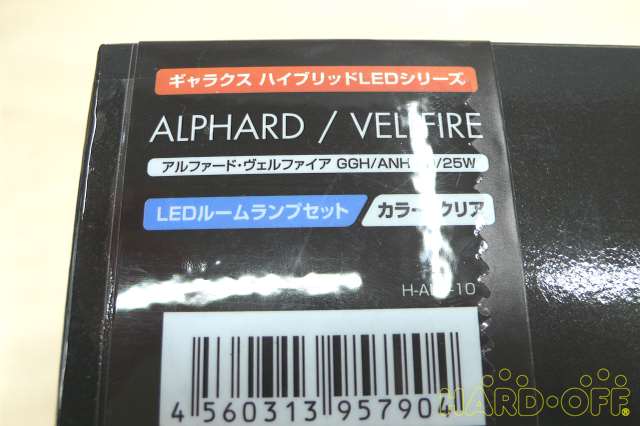 ギャラクス ハイブリッドLEDシリーズ
ALPHARD / VELLFIRE
アルファード・ヴェルファイア GGH/ANH /25W
LEDルームランプセット カラー クリア
10
4 560313 957904
HARD-OFF